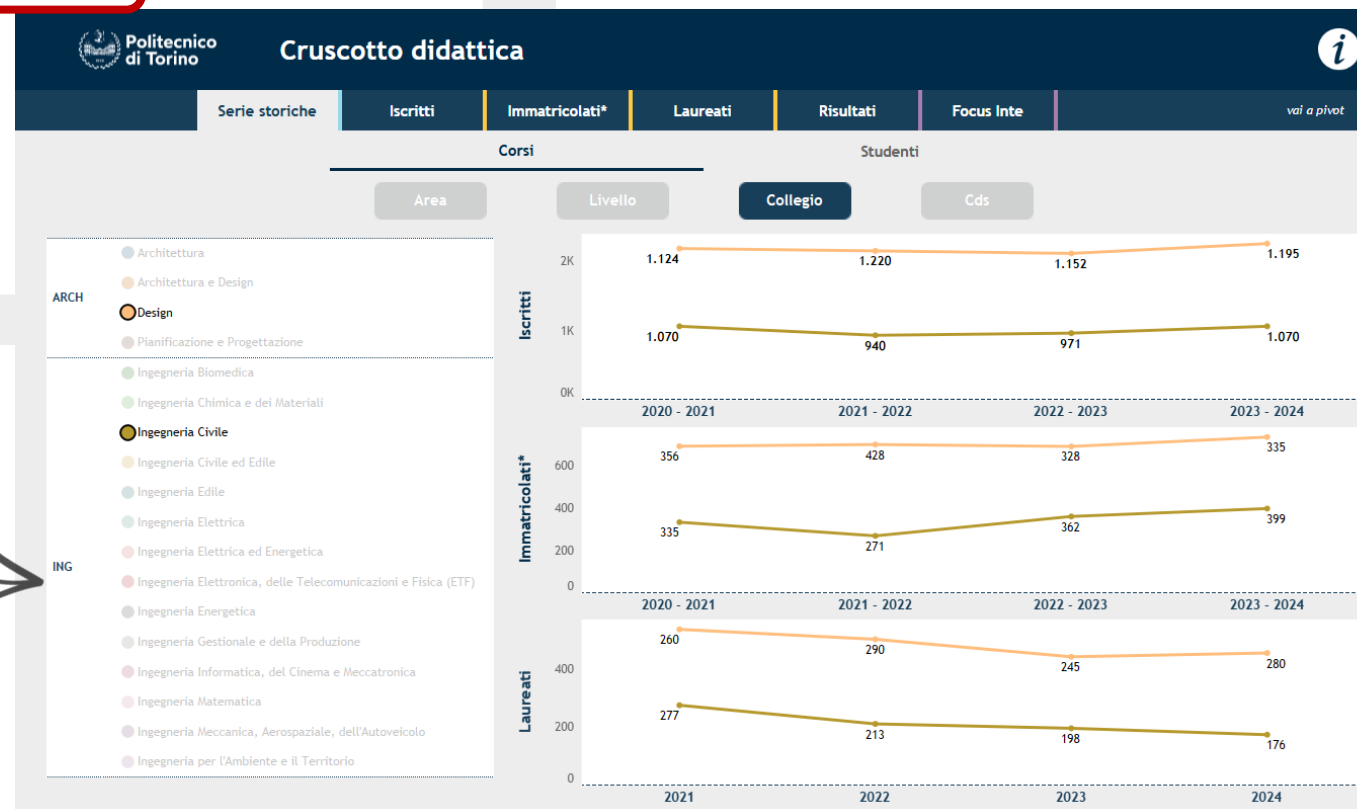 Politecnico
di Torino
Cruscotto didattica
i
Serie storiche
Iscritti
Immatricolati*
Laureati
Risultati
Focus Inte
vai a pivot
Corsi
Studenti
Area
Livello
Collegio
Cds
ARCH
Architettura
Architettura e Design
Design
Pianificazione e Progettazione
ING
Ingegneria Biomedica
Ingegneria Chimica e dei Materiali
Ingegneria Civile
Ingegneria Civile ed Edile
Ingegneria Edile
Ingegneria Elettrica
Ingegneria Elettrica ed Energetica
Ingegneria Elettronica, delle Telecomunicazioni e Fisica (ETF)
Ingegneria Energetica
Ingegneria Gestionale e della Produzione
Ingegneria Informatica, del Cinema e Meccatronica
Ingegneria Matematica
Ingegneria Meccanica, Aerospaziale, dell'Autoveicolo
Ingegneria per l'Ambiente e il Territorio
Iscritti
2K
1K
0K
1.124
1.220
1.152
1.195
1.070
940
971
1.070
2020 - 2021
2021 - 2022
2022 - 2023
2023 - 2024
Immatricolati*
600
400
200
0
356
428
328
335
335
271
362
399
2020 - 2021
2021 - 2022
2022 - 2023
2023 - 2024
Laureati
400
200
0
260
290
245
280
277
213
198
176
2021
2022
2023
2024